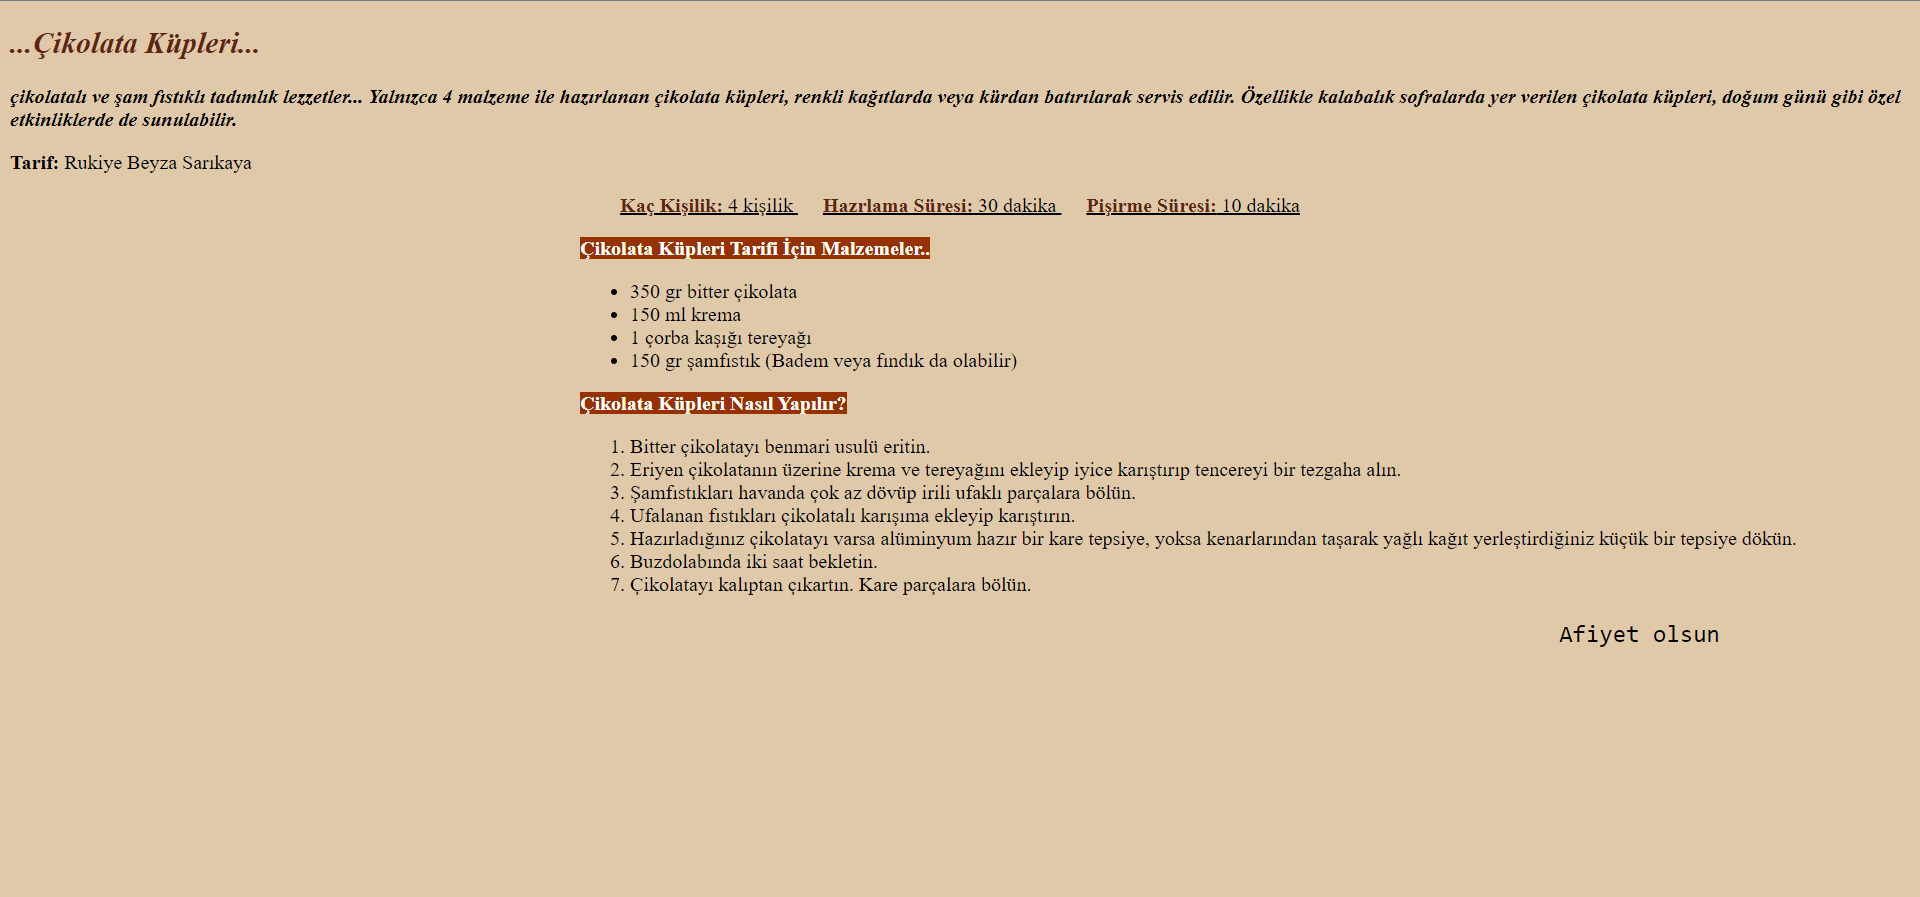 ...Çikolata Küpleri...
çikolatalı ve şam fıstıklı tadımlık lezzetler... Yalnızca 4 malzeme ile hazırlanan çikolata küpleri, renkli kağıtlarda veya kürdan batırılarak servis edilir. Özellikle kalabalık sofralarda yer verilen çikolata küpleri, doğum günü gibi özel
etkinliklerde de sunulabilir.
Tarif: Rukiye Beyza Sarıkaya
Kaç Kişilik: 4 kişilik Hazrlama Süresi: 30 dakika Pişirme Süresi: 10 dakika
Çikolata Küpleri Tarifi İçin Malzemeler..
• 350 gr bitter çikolata
• 150 ml krema
• 1 çorba kaşığı tereyağı
• 150 gr şamfıstık (Badem veya fındık da olabilir)
Çikolata Küpleri Nasıl Yapılır?
1. Bitter çikolatayı benmari usulü eritin.
2. Eriyen çikolatanın üzerine krema ve tereyağını ekleyip iyice karıştırıp tencereyi bir tezgaha alın.
3. Şamfıstıkları havanda çok az dövüp irili ufaklı parçalara bölün.
4. Ufalanan fıstıkları çikolatalı karışıma ekleyip karıştırın.
5. Hazırladığınız çikolatayı varsa alüminyum hazır bir kare tepsiye, yoksa kenarlarından taşarak yağlı kağıt yerleştirdiğiniz küçük bir tepsiye dökün.
6. Buzdolabında iki saat bekletin.
7. Çikolatayı kalıptan çıkartın. Kare parçalara bölün.
Afiyet olsun